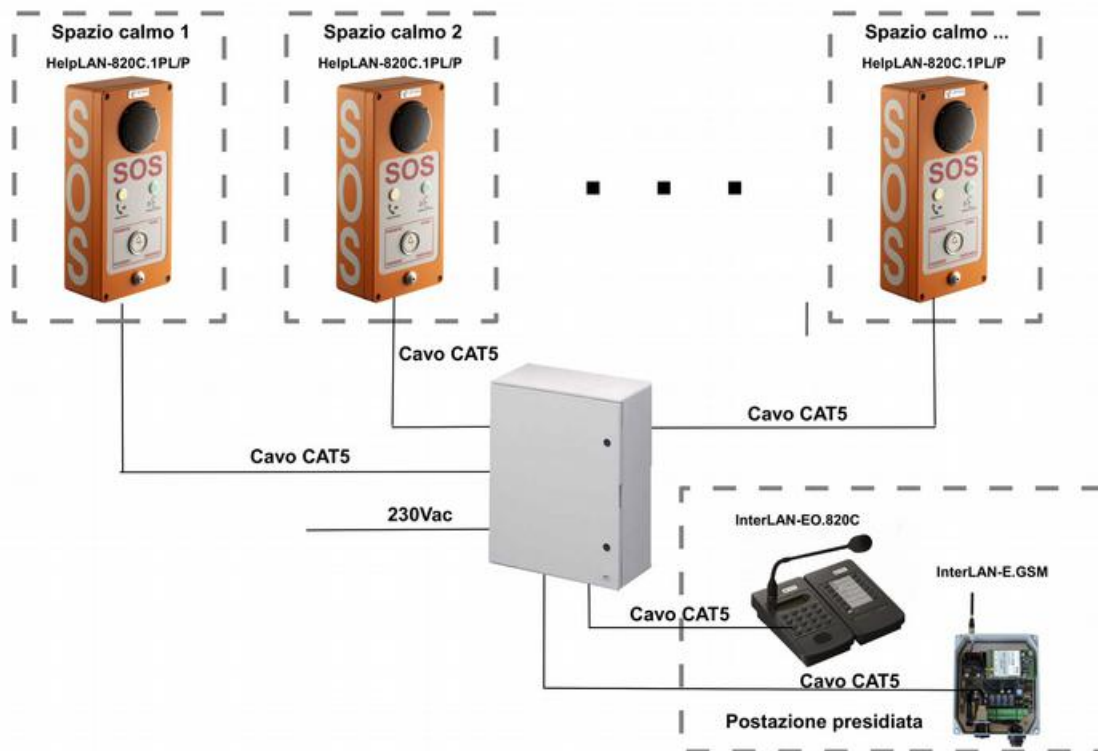 Spazio calmo 1
HelpLAN-820C.1PL/P
SOS
SOS
Spazio calmo 2
HelpLAN-820C.1PL/P
SOS
SOS
Spazio calmo ...
HelpLAN-820C.1PL/P
SOS
SOS
Cavo CAT5
Cavo CAT5
Cavo CAT5
230Vac
InterLAN-EO.820C
InterLAN-E.GSM
Cavo CAT5
Cavo CAT5
Postazione presidiata